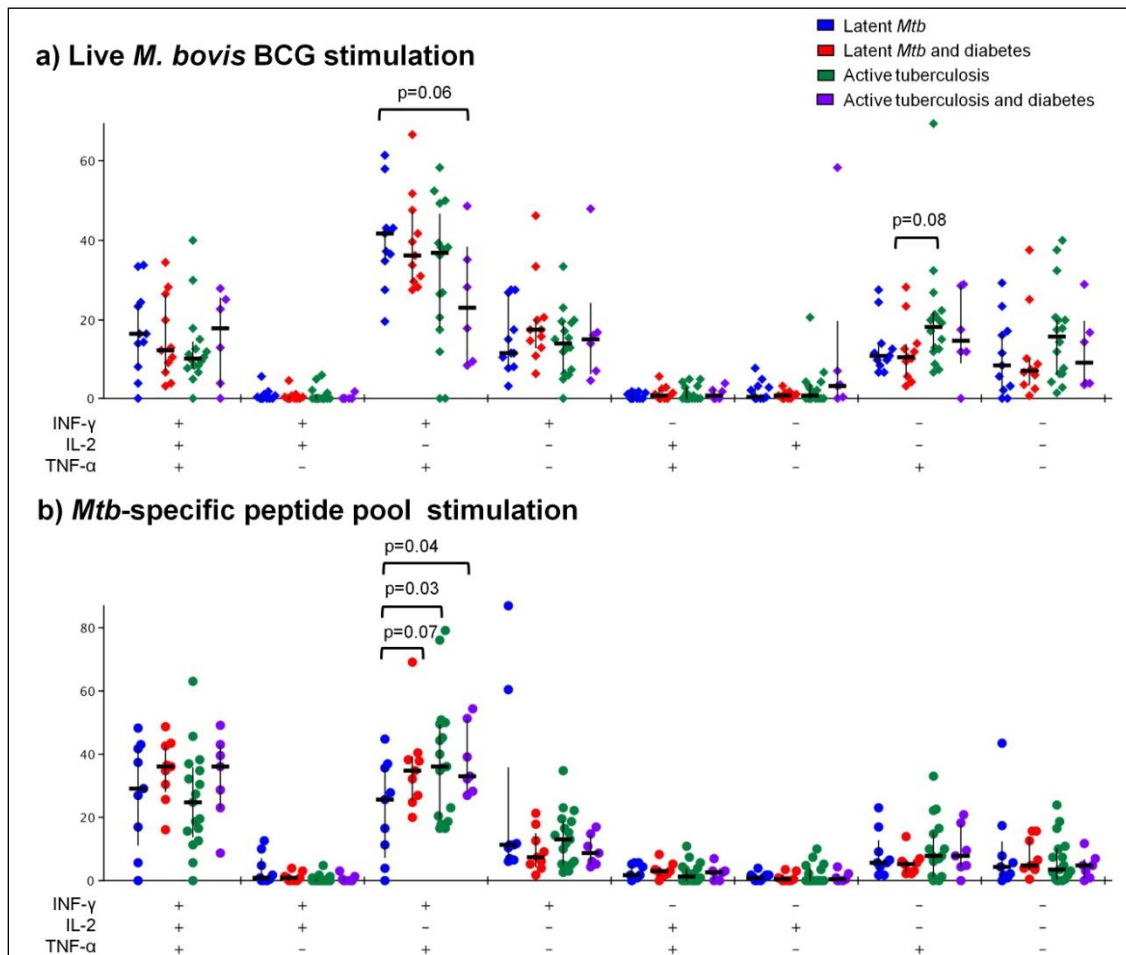 Latent Mtb
Latent Mtb and diabetes
Active tuberculosis
Active tuberculosis and diabetes
a) Live M. bovis BCG stimulation
p=0.06
p=0.08
60
40
20
0
INF-γ + + + + – – – –
IL-2 + + – – + + – –
TNF-α + – + – + – + –
b) Mtb-specific peptide pool stimulation
p=0.04
p=0.03
p=0.07
80
60
40
20
0
INF-γ + + + + – – – –
IL-2 + + – – + + – –
TNF-α + – + – + – + –